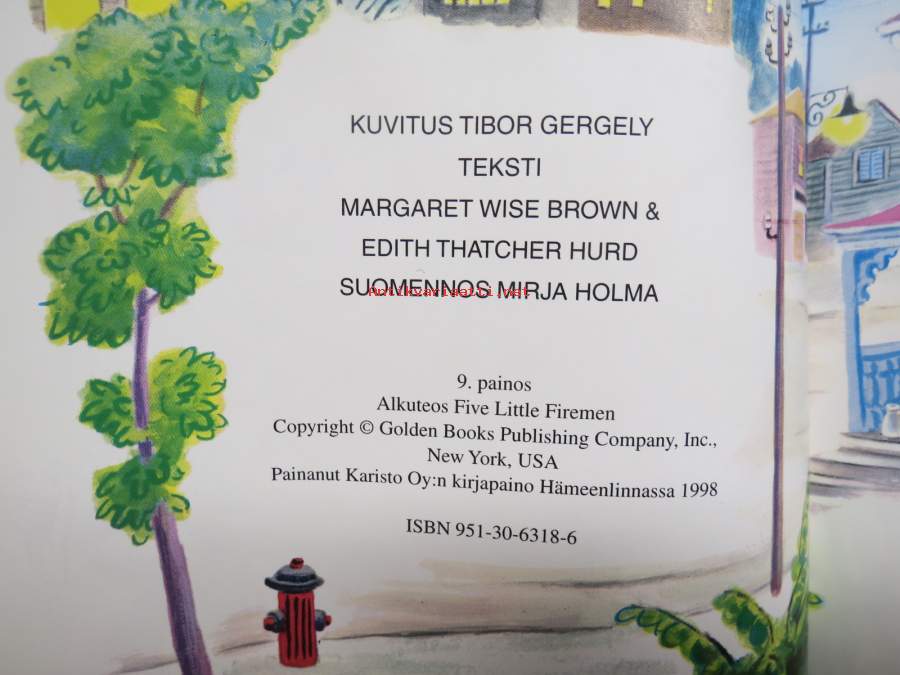 KUVITUS TIBOR GERGELY
TEKSTI
MARGARET WISE BROWN &
EDITH THATCHER HURD
SUOMENNOS MIRJA HOLMA
Antikvariaatti.net
9. painos
Alkuteos Five Little Firemen
Copyright © Golden Books Publishing Company, Inc.,
New York, USA
Painanut Karisto Oy:n kirjapaino Hämeenlinnassa 1998
ISBN 951-30-6318-6